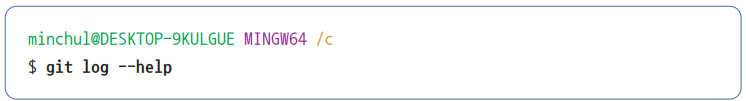 minchul@DESKTOP-9KULGUE MINGW64 /c
$ git log --help